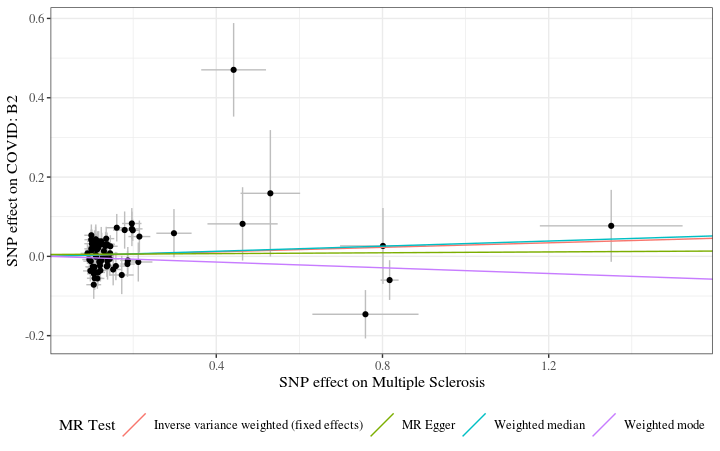 0.6
0.4
0.2
0.0
-0.2
SNP effect on COVID: B2
0.4 0.8 1.2
SNP effect on Multiple Sclerosis
MR Test Inverse variance weighted (fixed effects) MR Egger Weighted median Weighted mode